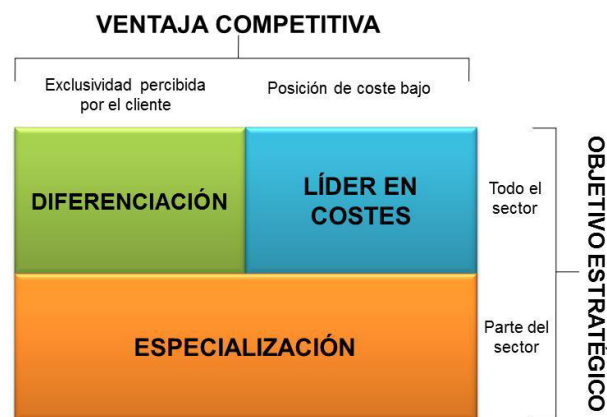 VENTAJA COMPETITIVA
Exclusividad percibida
por el cliente
Posición de coste bajo
DIFERENCIACIÓN
LÍDER EN
COSTES
Todo el
sector
ESPECIALIZACIÓN
Parte del
sector
OBJETIVO ESTRATÉGICO